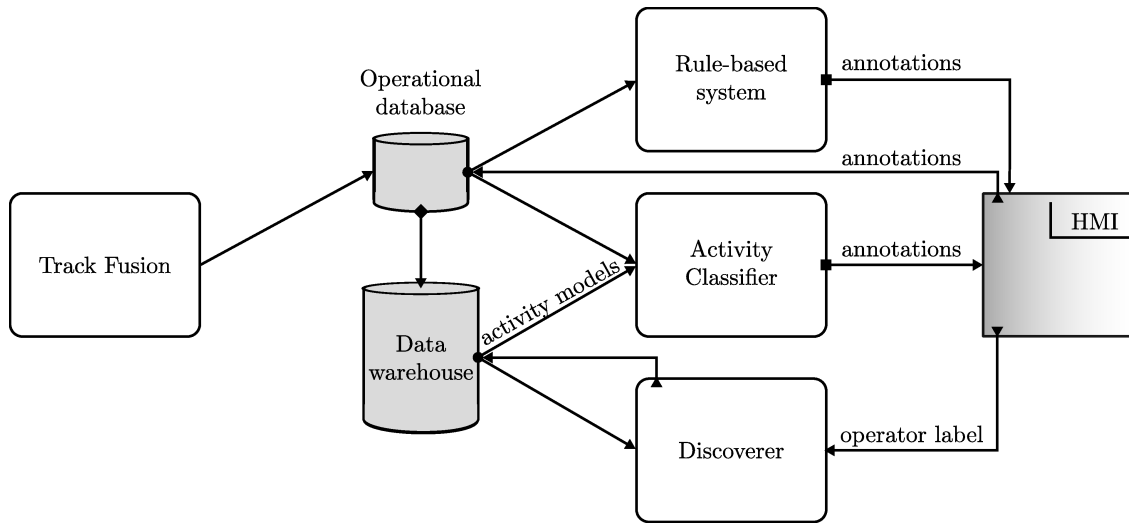 Rule-based
system
annotations
Operational
database
annotations
Track Fusion
Activity
Classifier
annotations
HMI
activity models
Data
warehouse
Discoverer
operator label